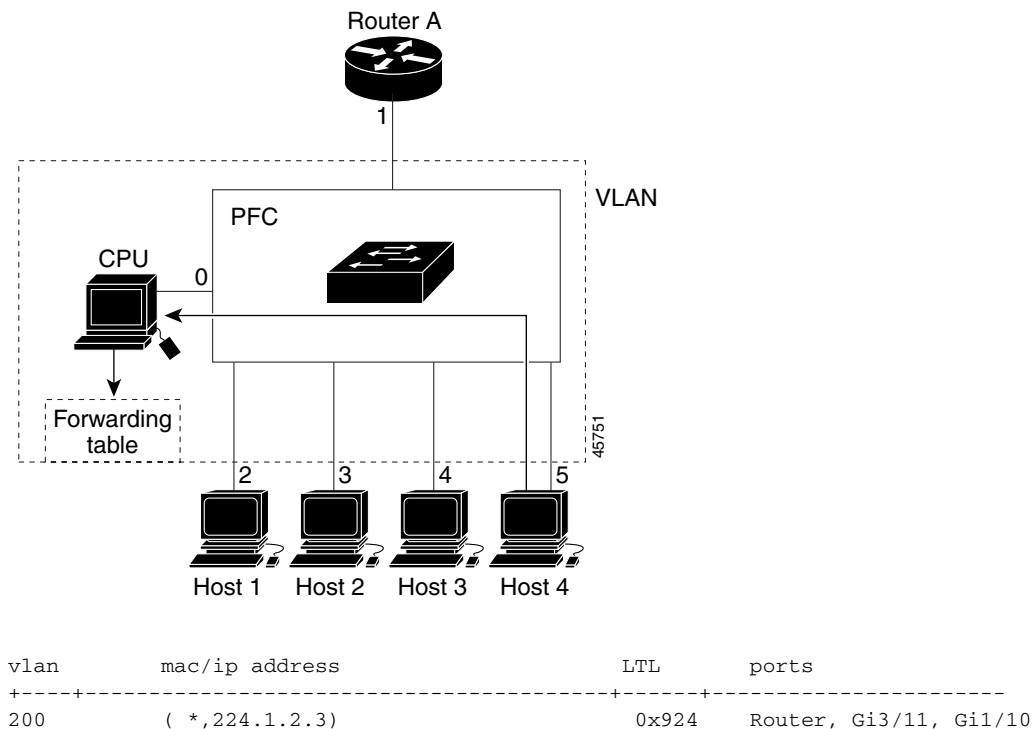 Router A
1
VLAN
PFC
CPU
0
Forwarding
table
45751
2 3 4 5
Host 1 Host 2 Host 3 Host 4
vlan mac/ip address LTL ports
+----+-----------------------------------------+------+-----------------------
200 ( *,224.1.2.3) 0x924 Router, Gi3/11, Gi1/10